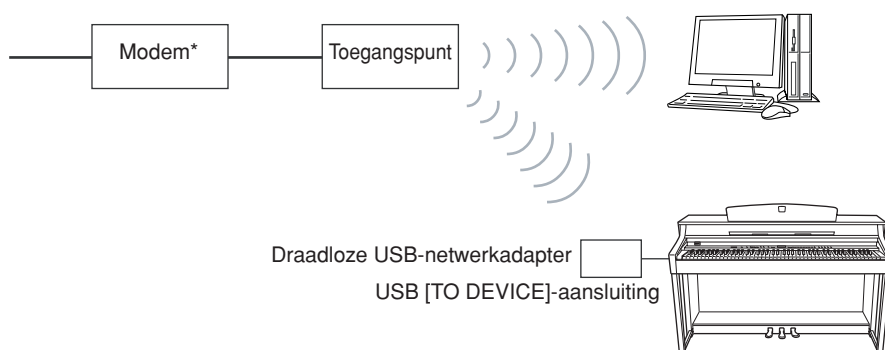 Modem*
Toegangspunt
Draadloze USB-netwerkadapter
USB [TO DEVICE]-aansluiting